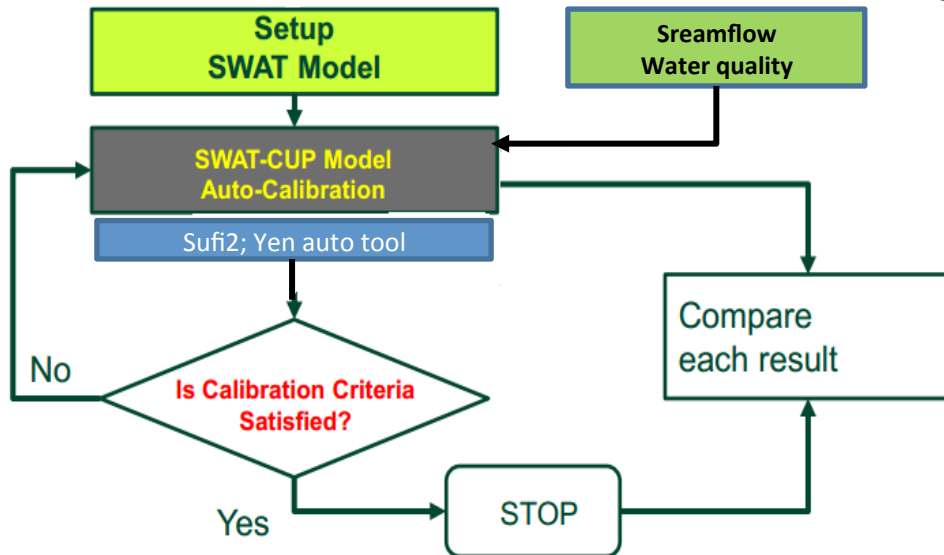 Setup
SWAT Model
Sreamflow
Water quality
SWAT-CUP Model
Auto-Calibration
Sufi2; Yen auto tool
Compare
each result
No
Is Calibration Criteria
Satisfied?
Yes
STOP